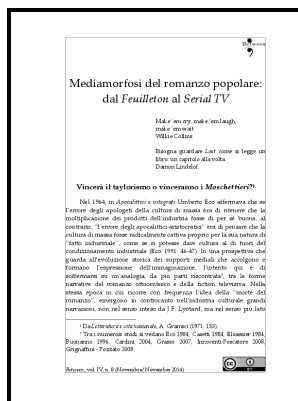 Between
Mediamorfosi del romanzo popolare:
dal Feuilleton al Serial TV
Make 'em cry, make 'em laugh,
make 'em wait
Wilkie Collins
Bisogna guardare Lost come si legge un
libro: un capitolo alla volta
Damon Lindelof
Vincerà il taylorismo o vinceranno i Moschettieri?¹
Nel 1964, in Apocalittici e integrati Umberto Eco affermava che se
l'errore degli apologeti della cultura di massa era di ritenere che la
moltiplicazione dei prodotti dell'industria fosse di per sé buona, al
contrario, "l'errore degli apocalittici-aristocratici" era di pensare che la
cultura di massa fosse radicalmente cattiva proprio per la sua natura di
"fatto industriale", come se si potesse dare cultura al di fuori del
condizionamento industriale (Eco 1991: 46-47). In una prospettiva che
guarda all'evoluzione storica dei supporti mediali che accolgono e
formano l'espressione dell'immaginazione, l'intento qui è di
soffermarsi su un'analogia, da più parti riscontrata², tra le forme
narrative del romanzo ottocentesco e della fiction televisiva. Nella
stessa epoca in cui ricorre con frequenza l'idea della "morte del
romanzo", emergono in controcanto nell'industria culturale grandi
narrazioni, non nel senso inteso da J.F. Lyotard, ma nel senso più lato
¹ Da Letteratura e vita nazionale, A. Gramsci (1971: 153)
² Tra i numerosi studi si vedano Eco 1984, Casetti 1984, Klaesser 1984,
Buonanno 1996, Cardini 2004, Grasso 2007, Innocenti-Pescatore 2008,
Grignaffini - Pozzato 2008.
Between, vol. IV, n. 8 (Novembre/ November 2014)
cc
BY